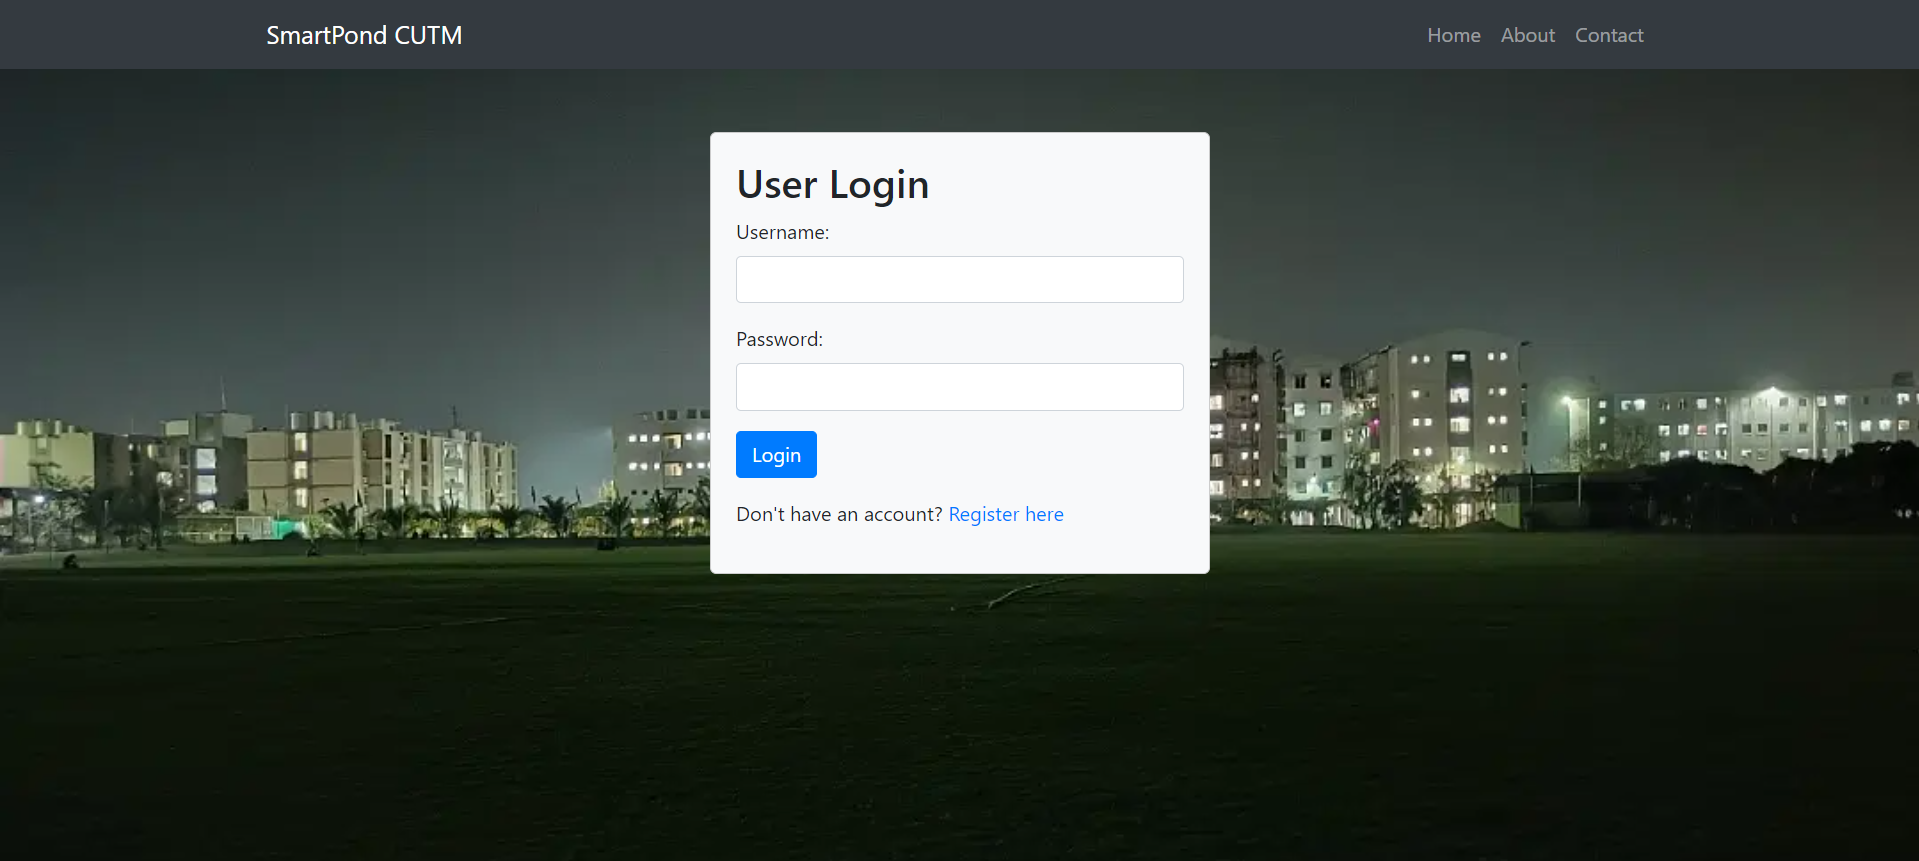 SmartPond CUTM
Home About Contact
User Login
Username:
Password:
Login
Don't have an account? Register here